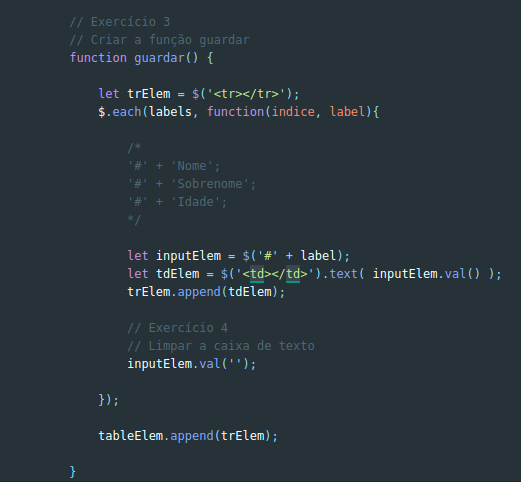 // Exercício 3
// Criar a função guardar
function guardar() {
let trElem = $('<tr></tr>');
$.each(labels, function(indice, label){
/*
'#' + 'Nome';
'#' + 'Sobrenome';
'#' + 'Idade';
*/
let inputElem = $('#' + label);
let tdElem = $('<td></td>').text( inputElem.val() );
trElem.append(tdElem);
// Exercício 4
// Limpar a caixa de texto
inputElem.val('');
});
tableElem.append(trElem);
}